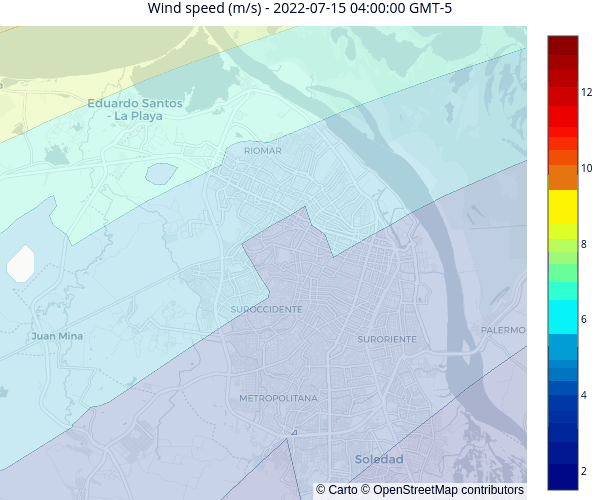 Wind speed (m/s) - 2022-07-15 04:00:00 GMT-5
Eduardo Santos
- La Playa
RIOMAR
SUROCCIDENTE
Juan Mina
SURORIENTE
PALERMO
METROPOLITANA
Soledad
© Carto © OpenStreetMap contributors
12
10
8
6
4
2